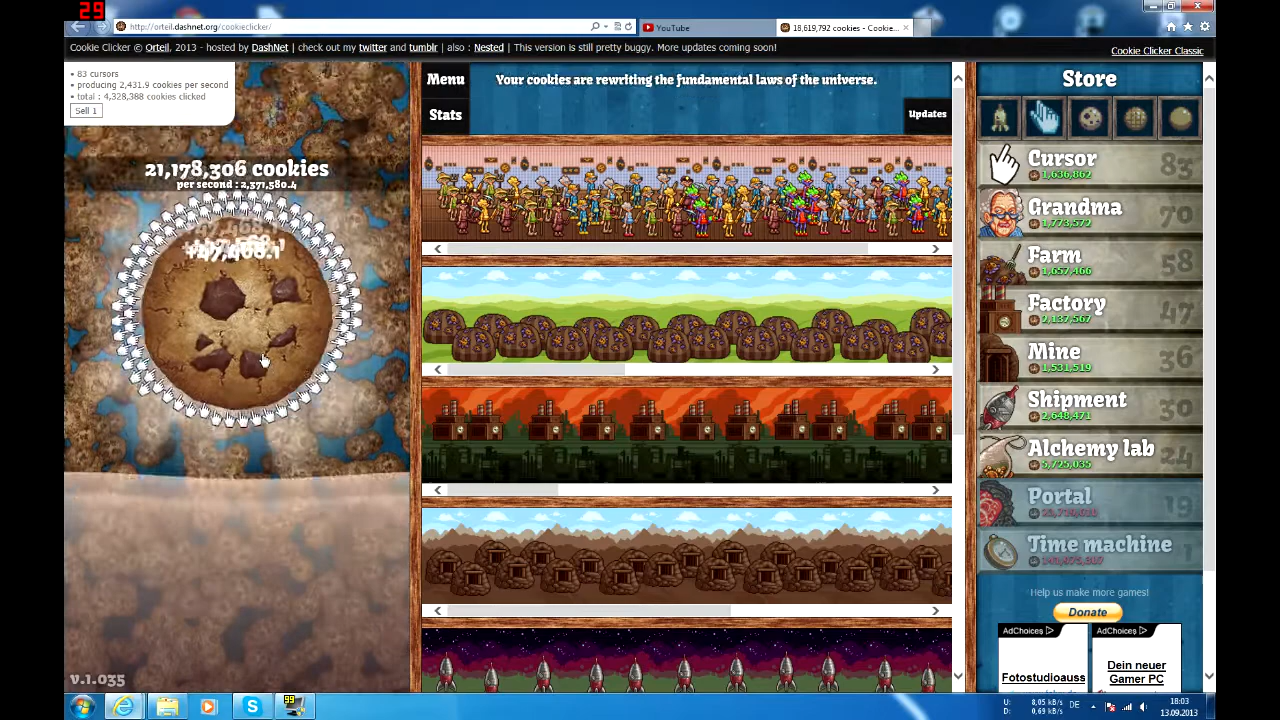 29
http://orteil.dashnet.org/cookieclicker/
YouTube
18,619,792 cookies - Cookie...
Cookie Clicker © Orteil, 2013 - hosted by DashNet | check out my twitter and tumblr | also : Nested | This version is still pretty buggy. More updates coming soon!
Cookie Clicker Classic
• 83 cursors
• producing 2,431.9 cookies per second
• total : 4,328,388 cookies clicked
Sell 1
21,178,306 cookies
per second : 2,371,580.4
Menu
Stats
Your cookies are rewriting the fundamental laws of the universe.
Updates
Store
Cursor
1,636,862
83
Grandma
1,773,572
70
Farm
1,657,466
58
Factory
2,137,567
47
Mine
1,531,519
36
Shipment
2,648,471
30
Alchemy lab
5,725,035
24
Portal
19
Time machine
1
Help us make more games!
Donate
AdChoices
AdChoices
Fotostudioauss
Dein neuer
Gamer PC
v.1.035
99
U: 8,05 kB/s
D: 0,69 kB/s
DE
18:03
13.09.2013